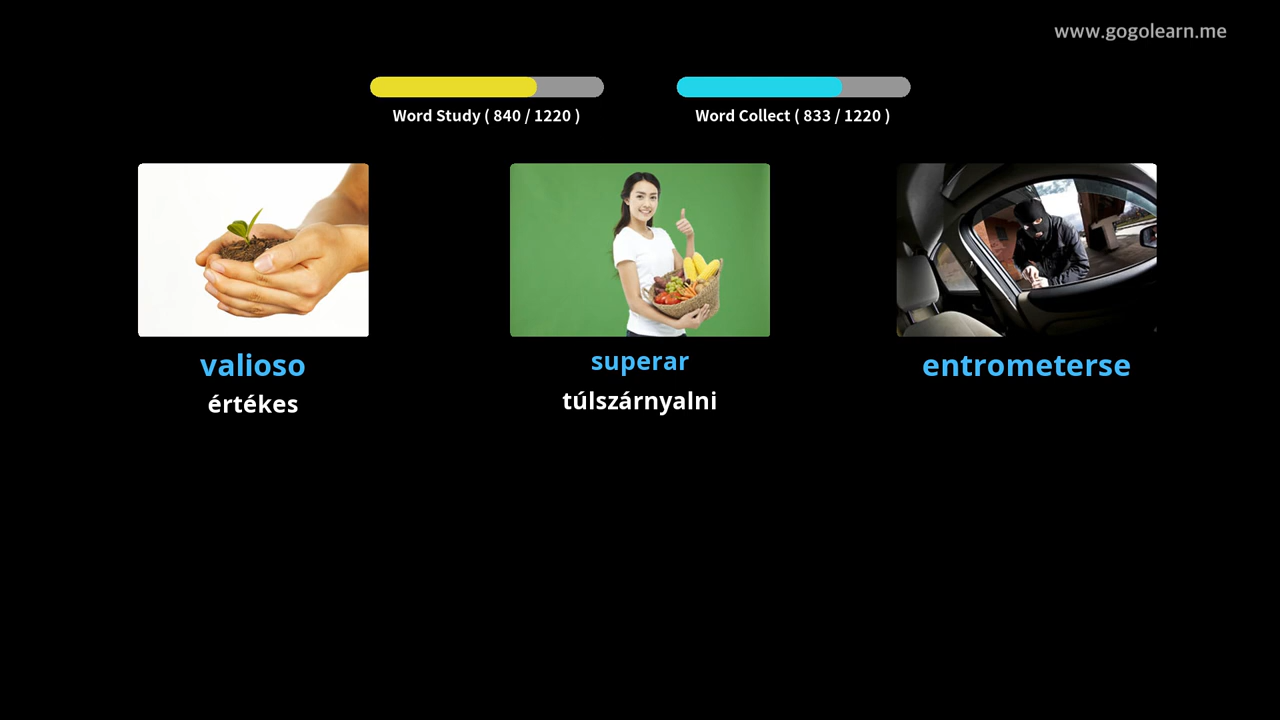 www.gogolearn.me
Word Study ( 840 / 1220 )
Word Collect ( 833 / 1220 )
valioso
értékes
superar
túlszárnyalni
entrometerse